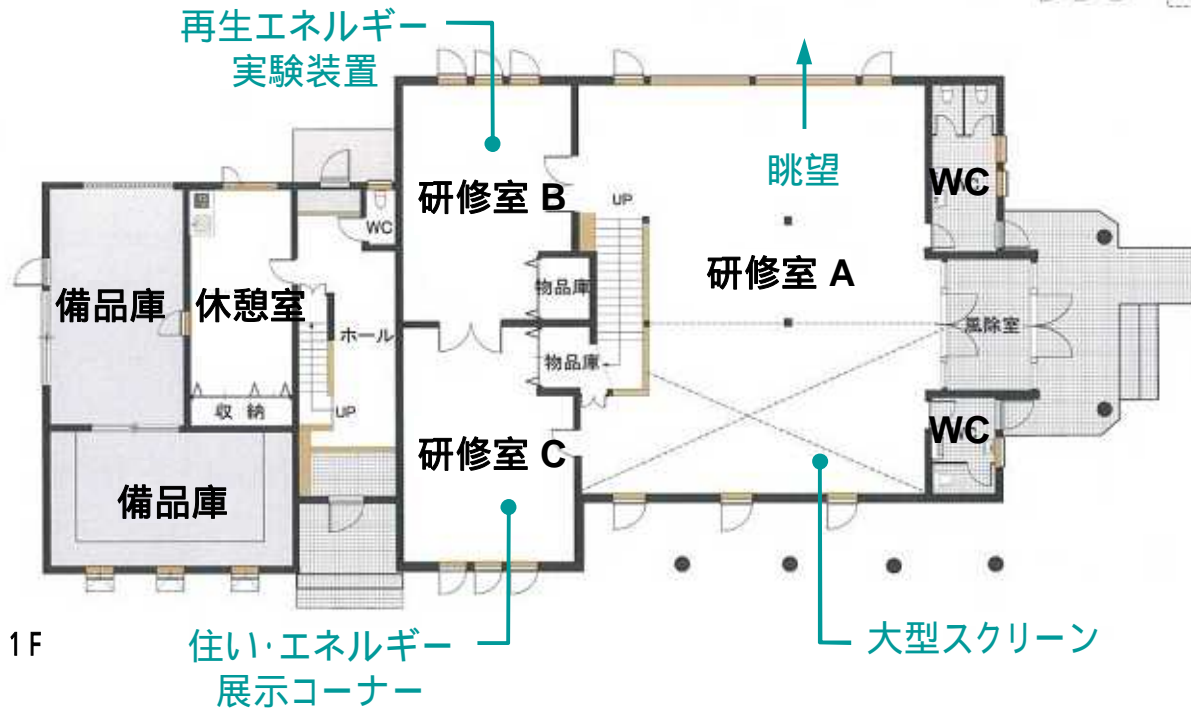 再生エネルギー
実験装置
眺望
研修室 B
UP
WC
WC
備品庫
休憩室
物品庫
研修室 A
ホール
風除室
物品庫
収 納
UP
研修室 C
WC
備品庫
1F
住い・エネルギー
展示コーナー
大型スクリーン